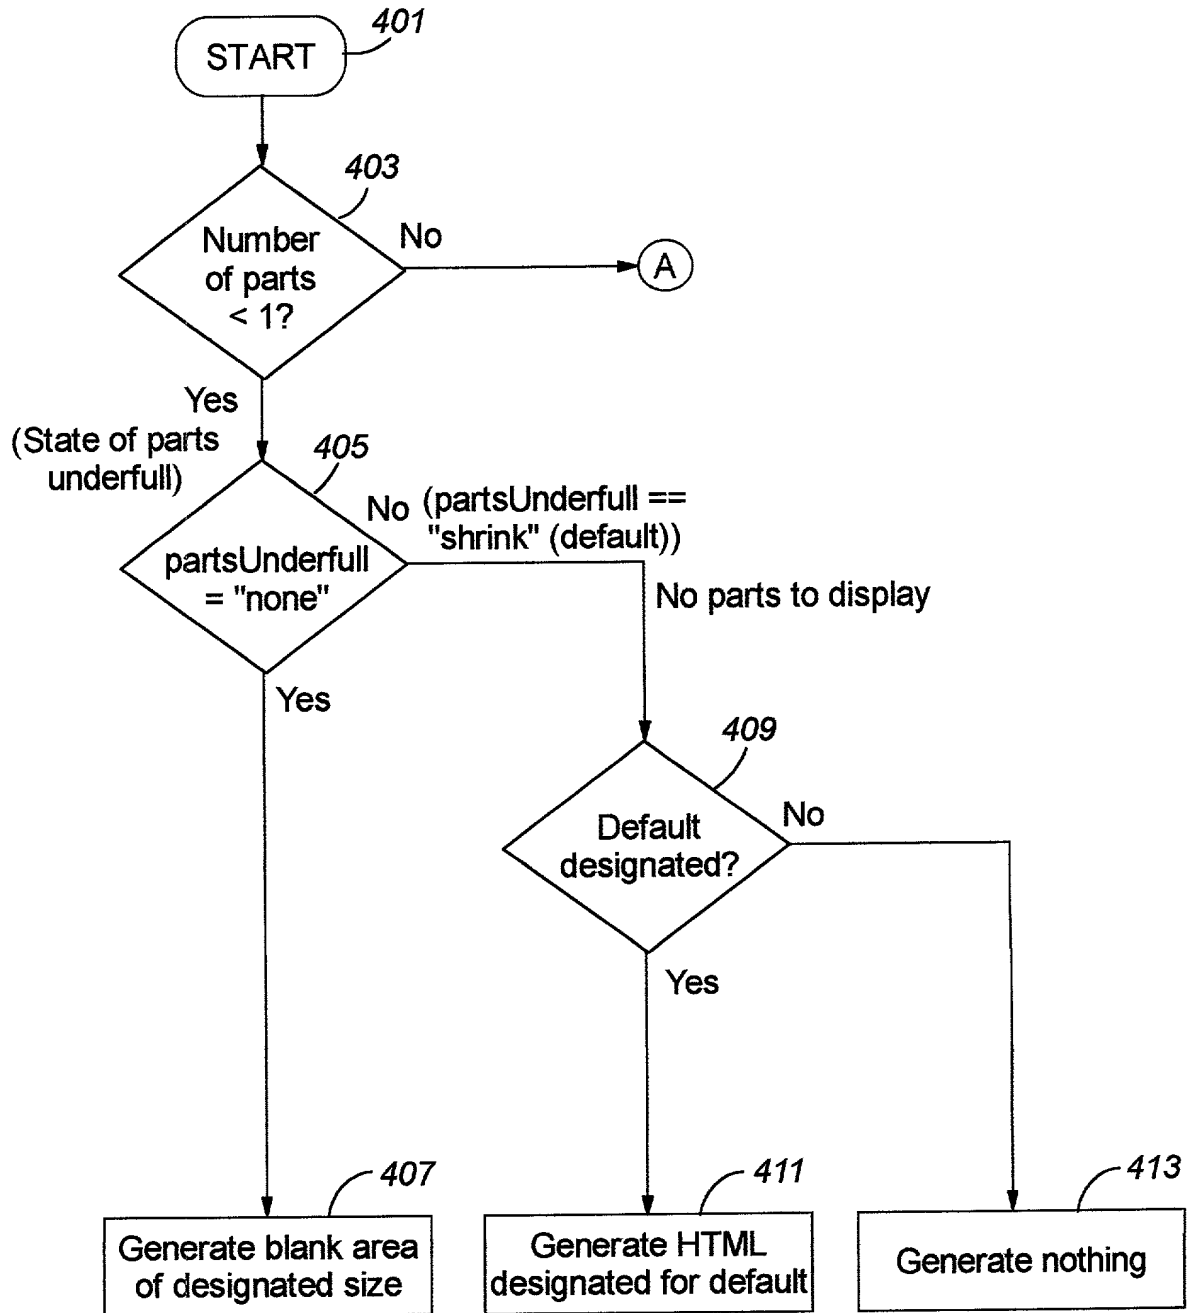 401
START
403
Number
of parts
< 1?
No
A
Yes
(State of parts
underfull)
405
partsUnderfull
= "none"
No (partsUnderfull ==
"shrink" (default))
No parts to display
Yes
409
Default
designated?
No
Yes
407
Generate blank area
of designated size
411
Generate HTML
designated for default
413
Generate nothing